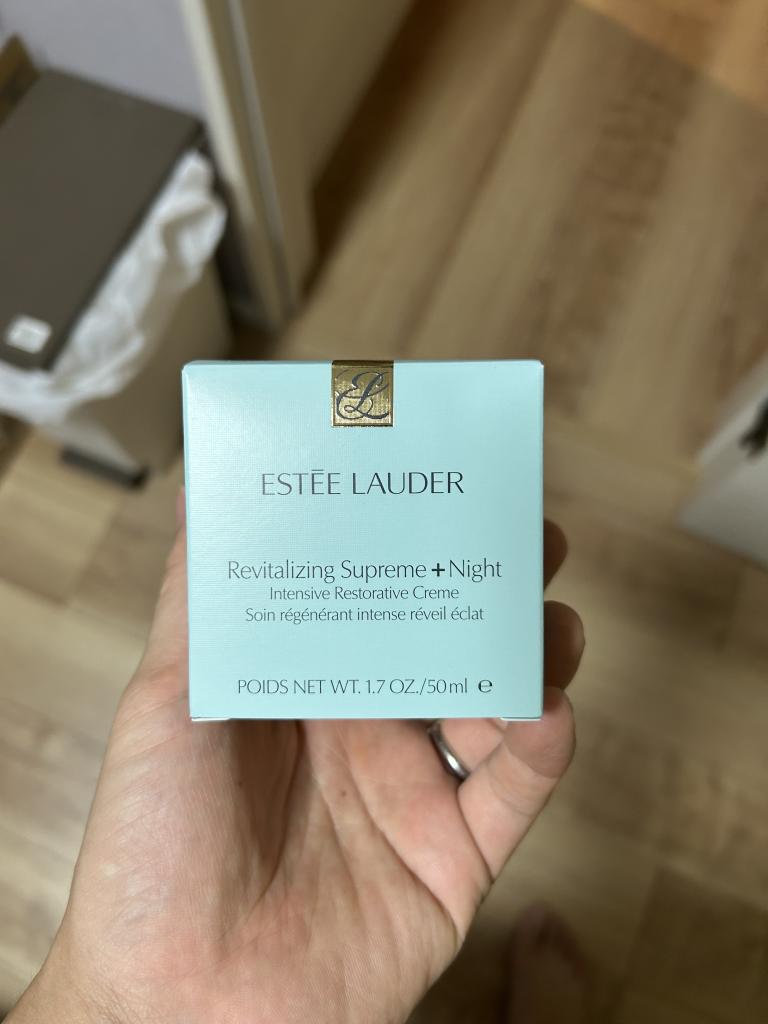 EL
ESTĒE LAUDER
Revitalizing Supreme + Night
Intensive Restorative Creme
Soin régénérant intense réveil éclat
POIDS NET WT. 1.7 OZ./50 ml ℮